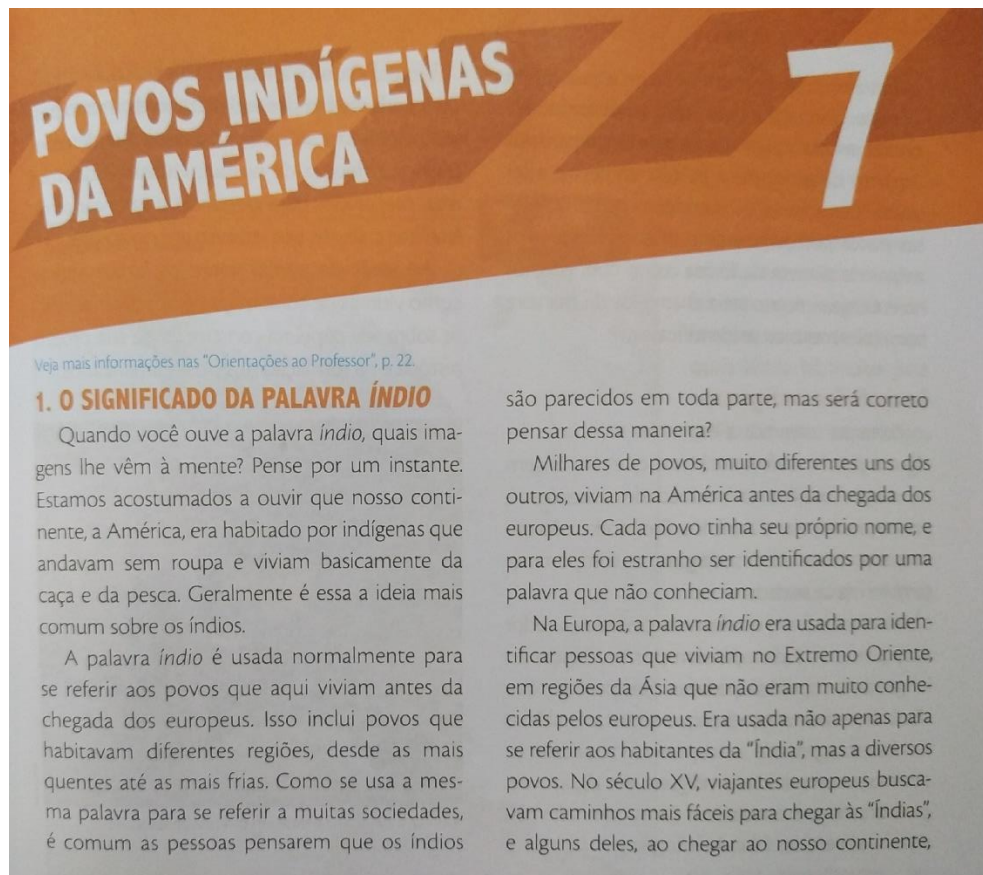 POVOS INDÍGENAS
DA AMÉRICA
7
Veja mais informações nas "Orientações ao Professor", p. 22.
1. O SIGNIFICADO DA PALAVRA ÍNDIO
Quando você ouve a palavra índio, quais ima-
gens lhe vêm à mente? Pense por um instante.
Estamos acostumados a ouvir que nosso conti-
nente, a América, era habitado por indígenas que
andavam sem roupa e viviam basicamente da
caça e da pesca. Geralmente é essa a ideia mais
comum sobre os índios.
A palavra índio é usada normalmente para
se referir aos povos que aqui viviam antes da
chegada dos europeus. Isso inclui povos que
habitavam diferentes regiões, desde as mais
quentes até as mais frias. Como se usa a mes-
ma palavra para se referir a muitas sociedades,
é comum as pessoas pensarem que os índios
são parecidos em toda parte, mas será correto
pensar dessa maneira?
Milhares de povos, muito diferentes uns dos
outros, viviam na América antes da chegada dos
europeus. Cada povo tinha seu próprio nome, e
para eles foi estranho ser identificados por uma
palavra que não conheciam.
Na Europa, a palavra índio era usada para iden-
tificar pessoas que viviam no Extremo Oriente,
em regiões da Ásia que não eram muito conhe-
cidas pelos europeus. Era usada não apenas para
se referir aos habitantes da "Índia", mas a diversos
povos. No século XV, viajantes europeus busca-
vam caminhos mais fáceis para chegar às "Índias",
e alguns deles, ao chegar ao nosso continente,